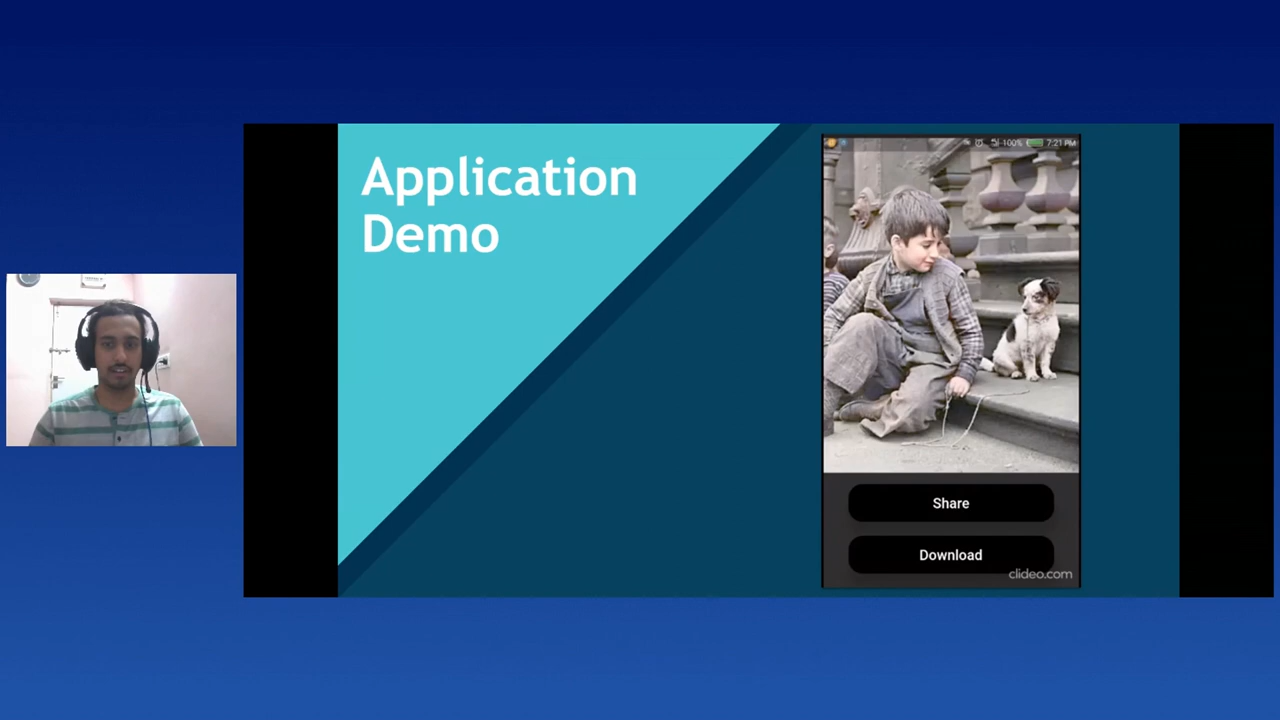 Application
Demo
100% 7:21 PM
Share
Download
clideo.com